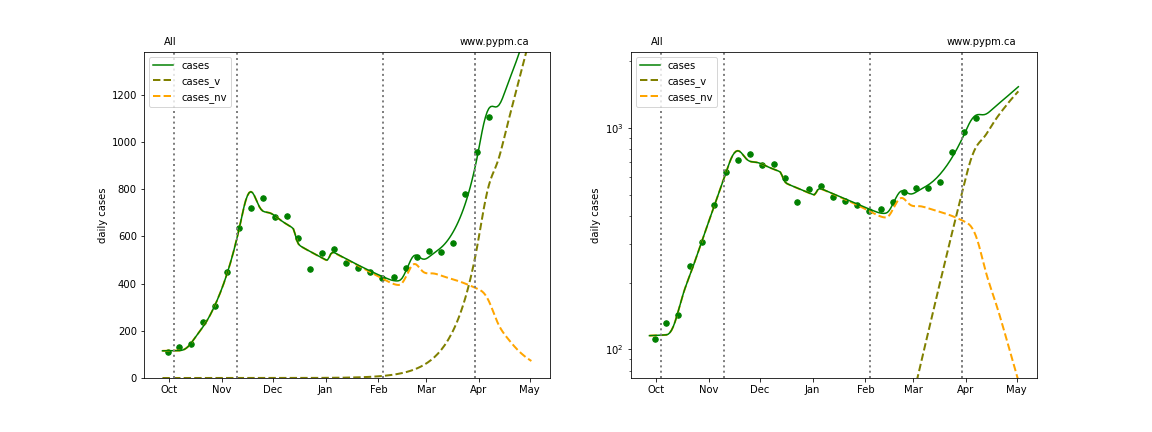 All www.pypm.ca
cases
cases_v
cases_nv
daily cases
1200
1000
800
600
400
200
0
Oct Nov Dec Jan Feb Mar Apr May
All www.pypm.ca
cases
cases_v
cases_nv
daily cases
10³
10²
Oct Nov Dec Jan Feb Mar Apr May